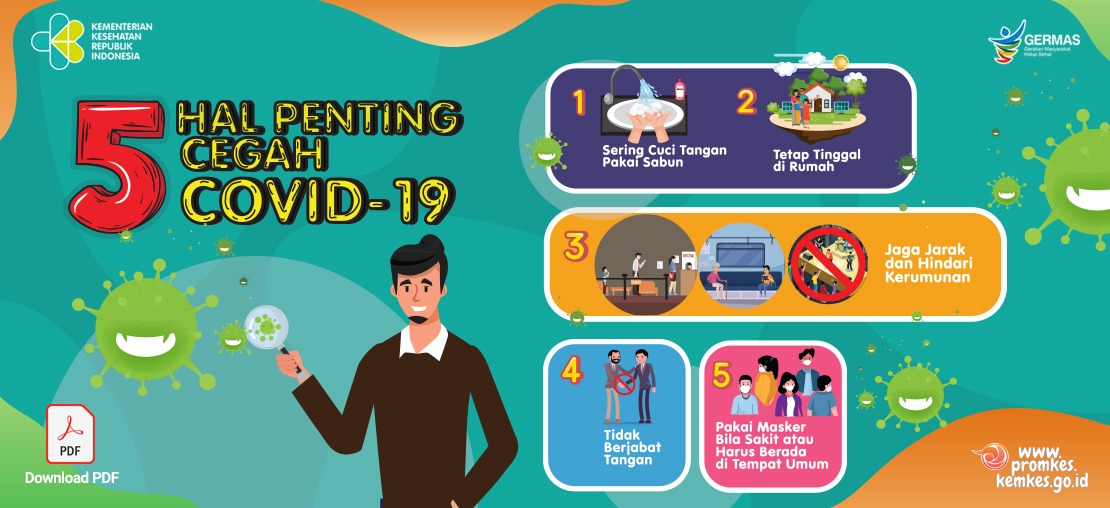 KEMENTERIAN
KESEHATAN
REPUBLIK
INDONESIA
GERMAS
Gerakan Masyarakat
Hidup Sehat
5 HAL PENTING
CEGAH
COVID-19
1
Sering Cuci Tangan
Pakai Sabun
2
Tetap Tinggal
di Rumah
3
Jaga Jarak
dan Hindari
Kerumunan
4
Tidak
Berjabat
Tangan
5
Pakai Masker
Bila Sakit atau
Harus Berada
di Tempat Umum
PDF
Download PDF
www.
promkes.
kemkes.go.id